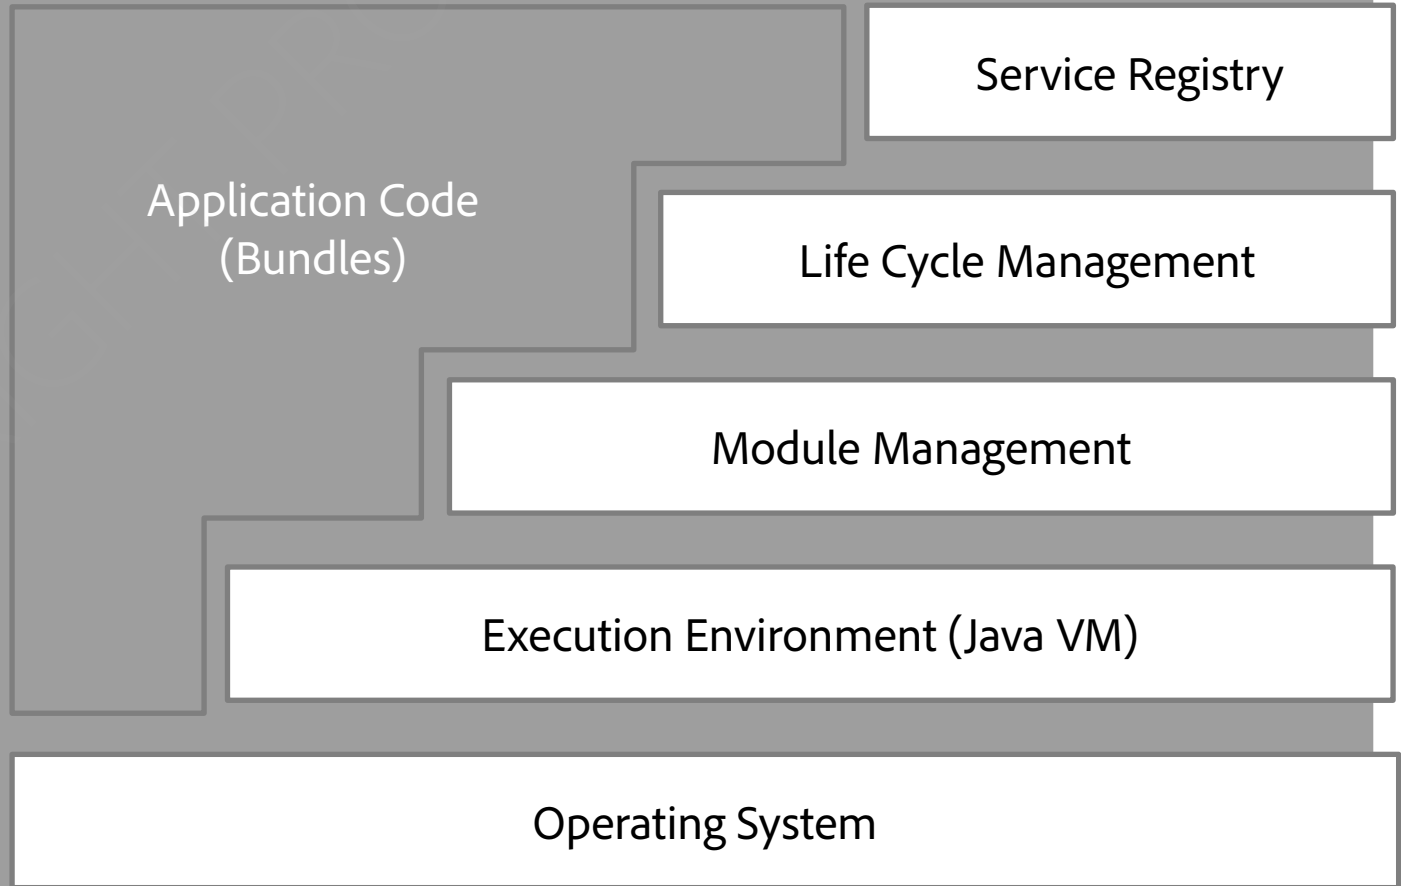 Service Registry
Application Code
(Bundles)
Life Cycle Management
Module Management
Execution Environment (Java VM)
Operating System